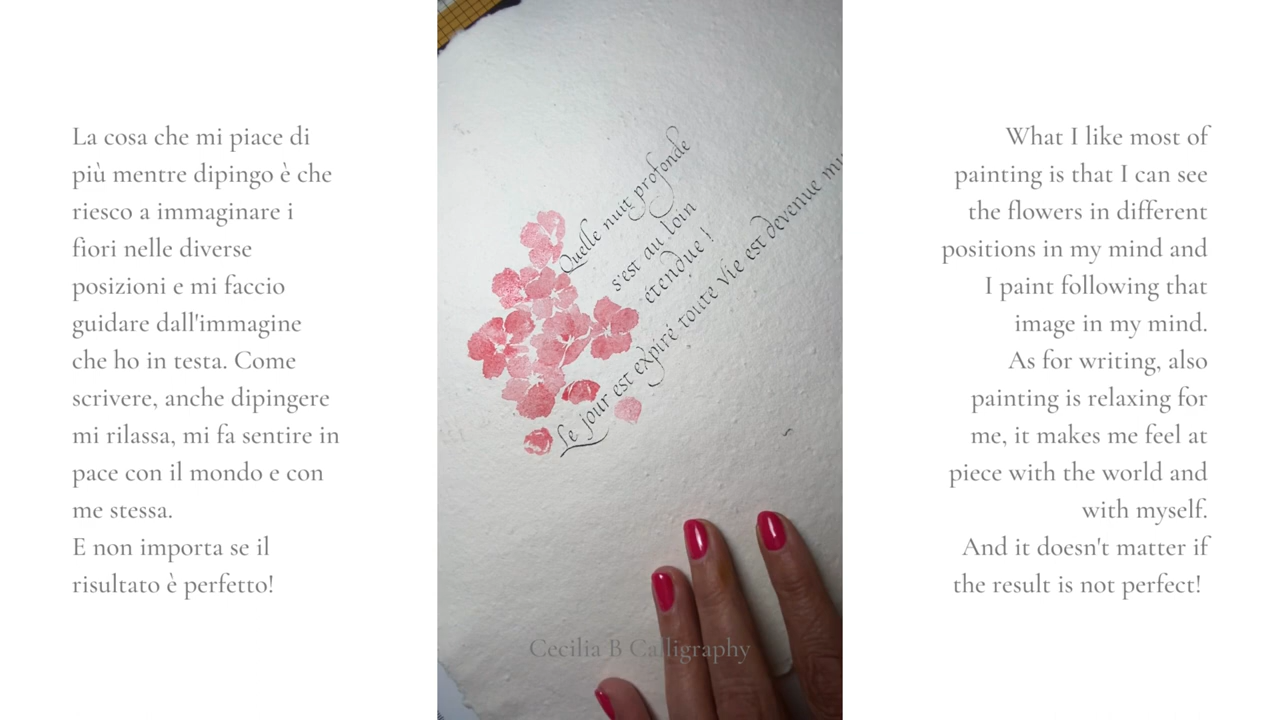 La cosa che mi piace di
più mentre dipingo è che
riesco a immaginare i
fiori nelle diverse
posizioni e mi faccio
guidare dall'immagine
che ho in testa. Come
scrivere, anche dipingere
mi rilassa, mi fa sentire in
pace con il mondo e con
me stessa.
E non importa se il
risultato è perfetto!
Quelle nuit profonde
s'est au loin
étendue !
Le jour est expiré toute vie est devenue
Cecilia B Calligraphy
What I like most of
painting is that I can see
the flowers in different
positions in my mind and
I paint following that
image in my mind.
As for writing, also
painting is relaxing for
me, it makes me feel at
piece with the world and
with myself.
And it doesn't matter if
the result is not perfect!